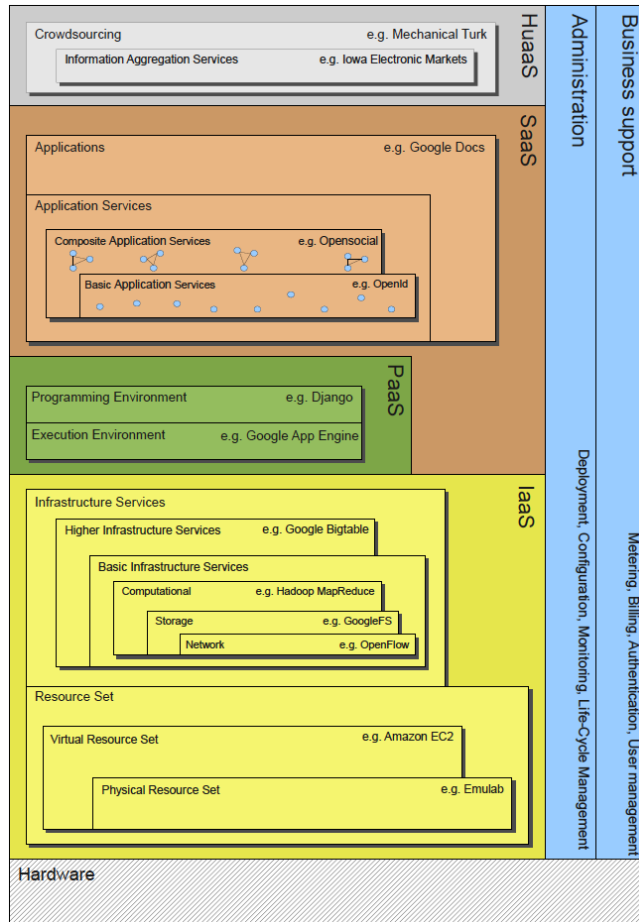 Crowdsourcing e.g. Mechanical Turk
Information Aggregation Services e.g. Iowa Electronic Markets
HuaaS
Applications e.g. Google Docs
Application Services
Composite Application Services e.g. Opensocial
Basic Application Services e.g. OpenId
SaaS
Programming Environment e.g. Django
Execution Environment e.g. Google App Engine
PaaS
Infrastructure Services
Higher Infrastructure Services e.g. Google Bigtable
Basic Infrastructure Services
Computational e.g. Hadoop MapReduce
Storage e.g. GoogleFS
Network e.g. OpenFlow
Resource Set
Virtual Resource Set e.g. Amazon EC2
Physical Resource Set e.g. Emulab
IaaS
Hardware
Administration
Deployment, Configuration, Monitoring, Life-Cycle Management
Business support
Metering, Billing, Authentication, User management